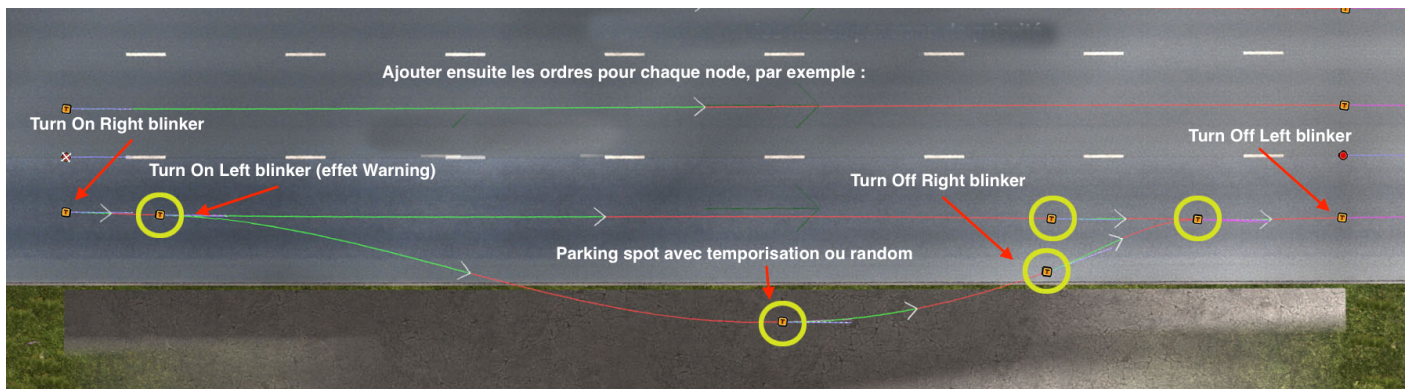 Ajouter ensuite les ordres pour chaque node, par exemple :
Turn On Right blinker
Turn Off Left blinker
Turn On Left blinker (effet Warning)
Turn Off Right blinker
Parking spot avec temporisation ou random